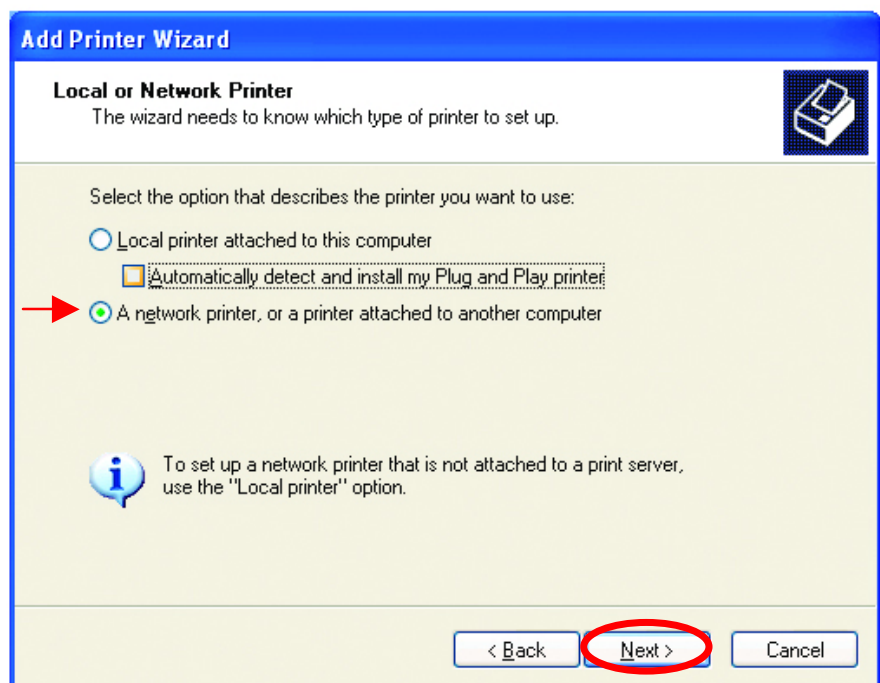 Add Printer Wizard
Local or Network Printer
The wizard needs to know which type of printer to set up.
Select the option that describes the printer you want to use:
Local printer attached to this computer
Automatically detect and install my Plug and Play printer
A network printer, or a printer attached to another computer
To set up a network printer that is not attached to a print server,
use the "Local printer" option.
< Back Next > Cancel